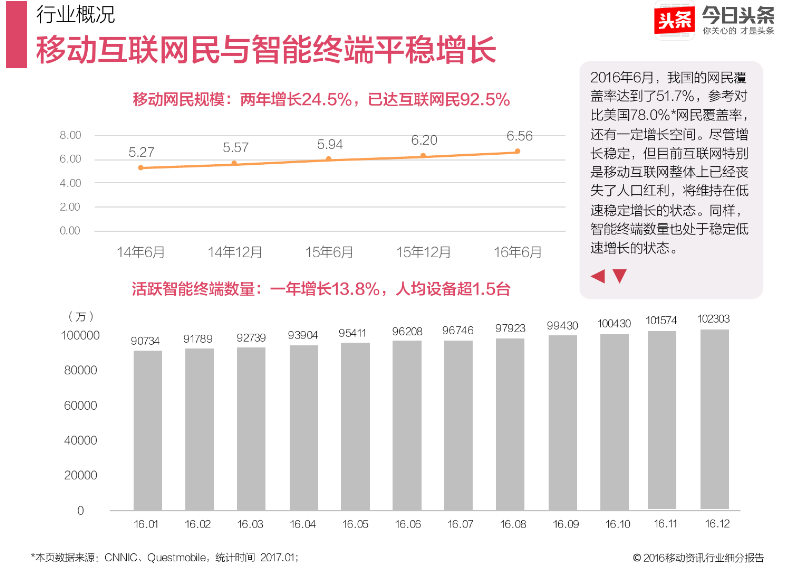 行业概况
移动互联网民与智能终端平稳增长
头条 今日头条
你关心的 才是头条
移动网民规模：两年增长24.5%，已达互联网民92.5%
8.00
6.00
4.00
2.00
0.00
5.27 5.57 5.94 6.20 6.56
14年6月 14年12月 15年6月 15年12月 16年6月
2016年6月，我国的网民覆
盖率达到了51.7%，参考对
比美国78.0%*网民覆盖率，
还有一定增长空间。尽管增
长稳定，但目前互联网特别
是移动互联网整体上已经丧
失了人口红利，将维持在低
速稳定增长的状态。同样，
智能终端数量也处于稳定低
速增长的状态。
活跃智能终端数量：一年增长13.8%，人均设备超1.5台
（万）
100000
80000
60000
40000
20000
0
90734 91789 92739 93904 95411 96208 96746 97923 99430 100430 101574 102303
16.01 16.02 16.03 16.04 16.05 16.06 16.07 16.08 16.09 16.10 16.11 16.12
*本页数据来源：CNNIC、Questmobile，统计时间 2017.01；
© 2016移动资讯行业细分报告